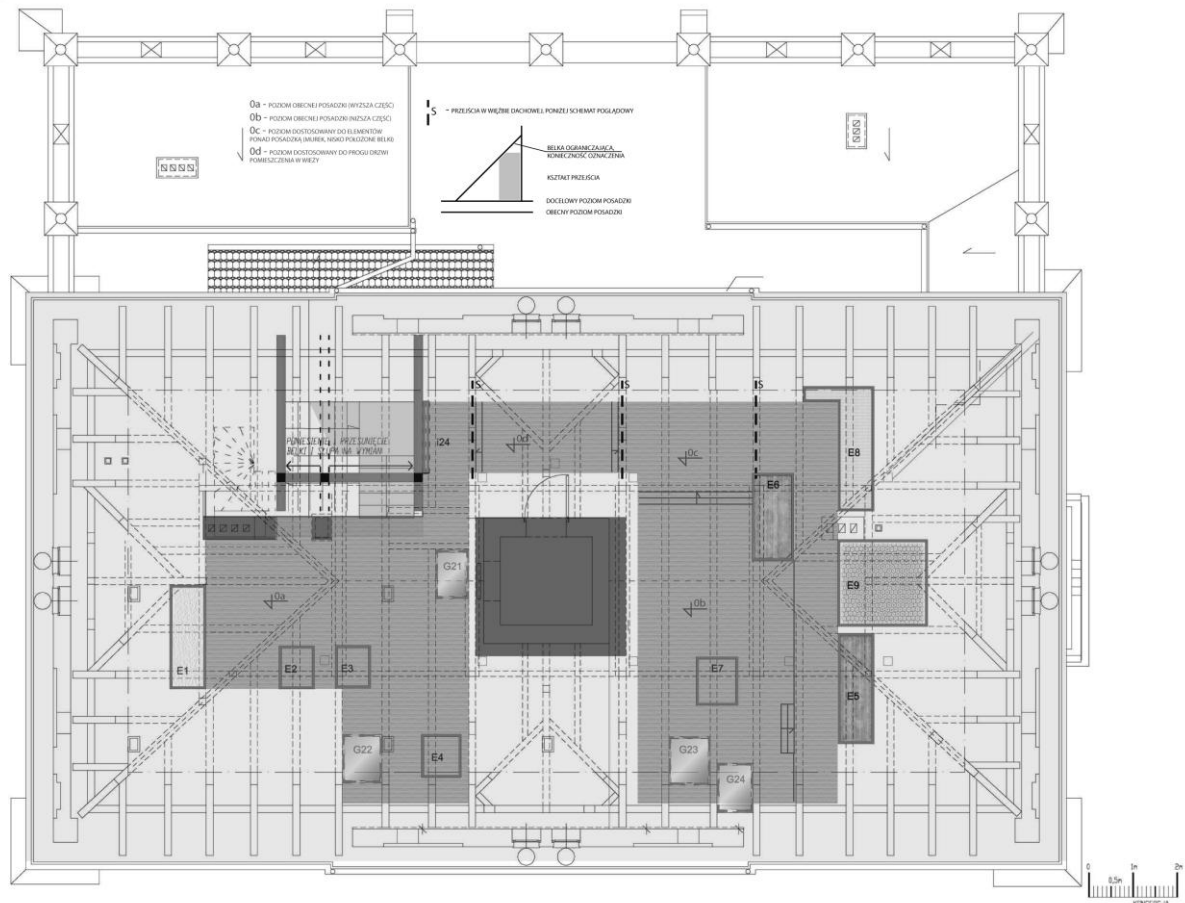 0a - POZIOM OBECNEJ POSADZKI (WYŻSZA CZĘŚĆ)
0b - POZIOM OBECNEJ POSADZKI (NIŻSZA CZĘŚĆ)
0c - POZIOM DOSTOSOWANY DO ELEMENTÓW
PONAD POSADZKĄ (MUREK, NISKO POŁOŻONE BELKI)
0d - POZIOM DOSTOSOWANY DO PROGU DRZWI
POMIESZCZENIA W WIEŻY
S - PRZEJŚCIA W WIĘŹBIE DACHOWEJ, PONIŻEJ SCHEMAT POGLĄDOWY
BELKA OGRANICZAJĄCA,
KONIECZNOŚĆ OZNACZENIA
KSZTAŁT PRZEJŚCIA
DOCELOWY POZIOM POSADZKI
OBECNY POZIOM POSADZKI
S
S
S
PODNIESIENIE I PRZESUNIĘCIE
BELKI I SŁUPA NA WYMIAN
i24
0d
0c
E8
E6
G21
E9
0a
0b
E1
E2
E3
E7
E5
G22
E4
G23
G24
0
1m
2m
0,5m